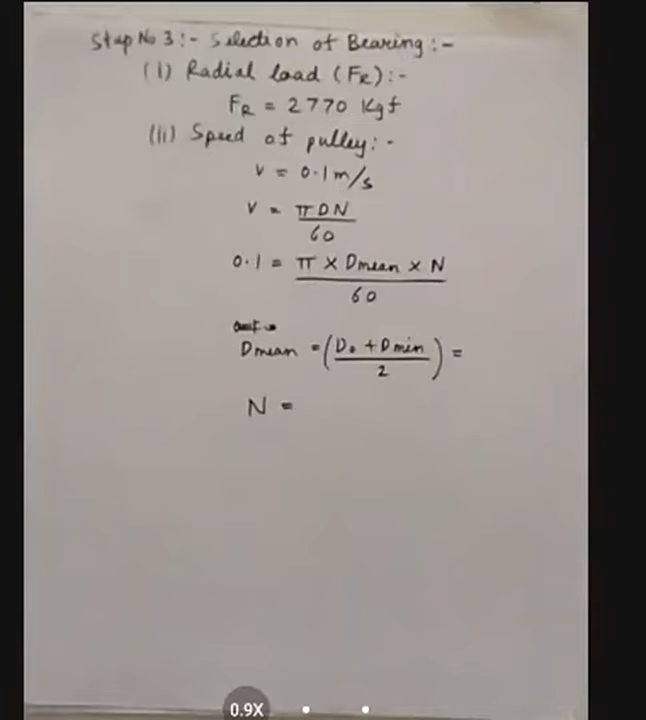 Step No 3:- Selection of Bearing:-
(i) Radial load (FR):-
FR = 2770 Kgf
(ii) Speed of pulley:-
v = 0.1 m/s
v = πDN
60
0.1 = π × Dmean × N
60
Dmean = (Do + Dmin) =
2
N =
0.9X